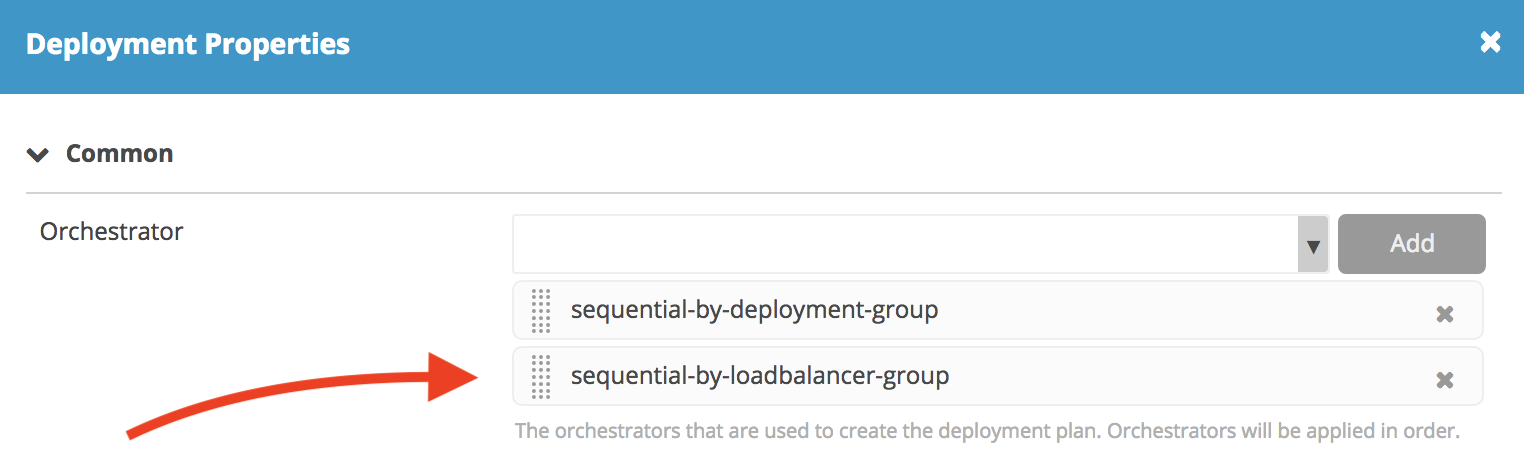 Deployment Properties
Common
Orchestrator
Add
sequential-by-deployment-group
sequential-by-loadbalancer-group
The orchestrators that are used to create the deployment plan. Orchestrators will be applied in order.